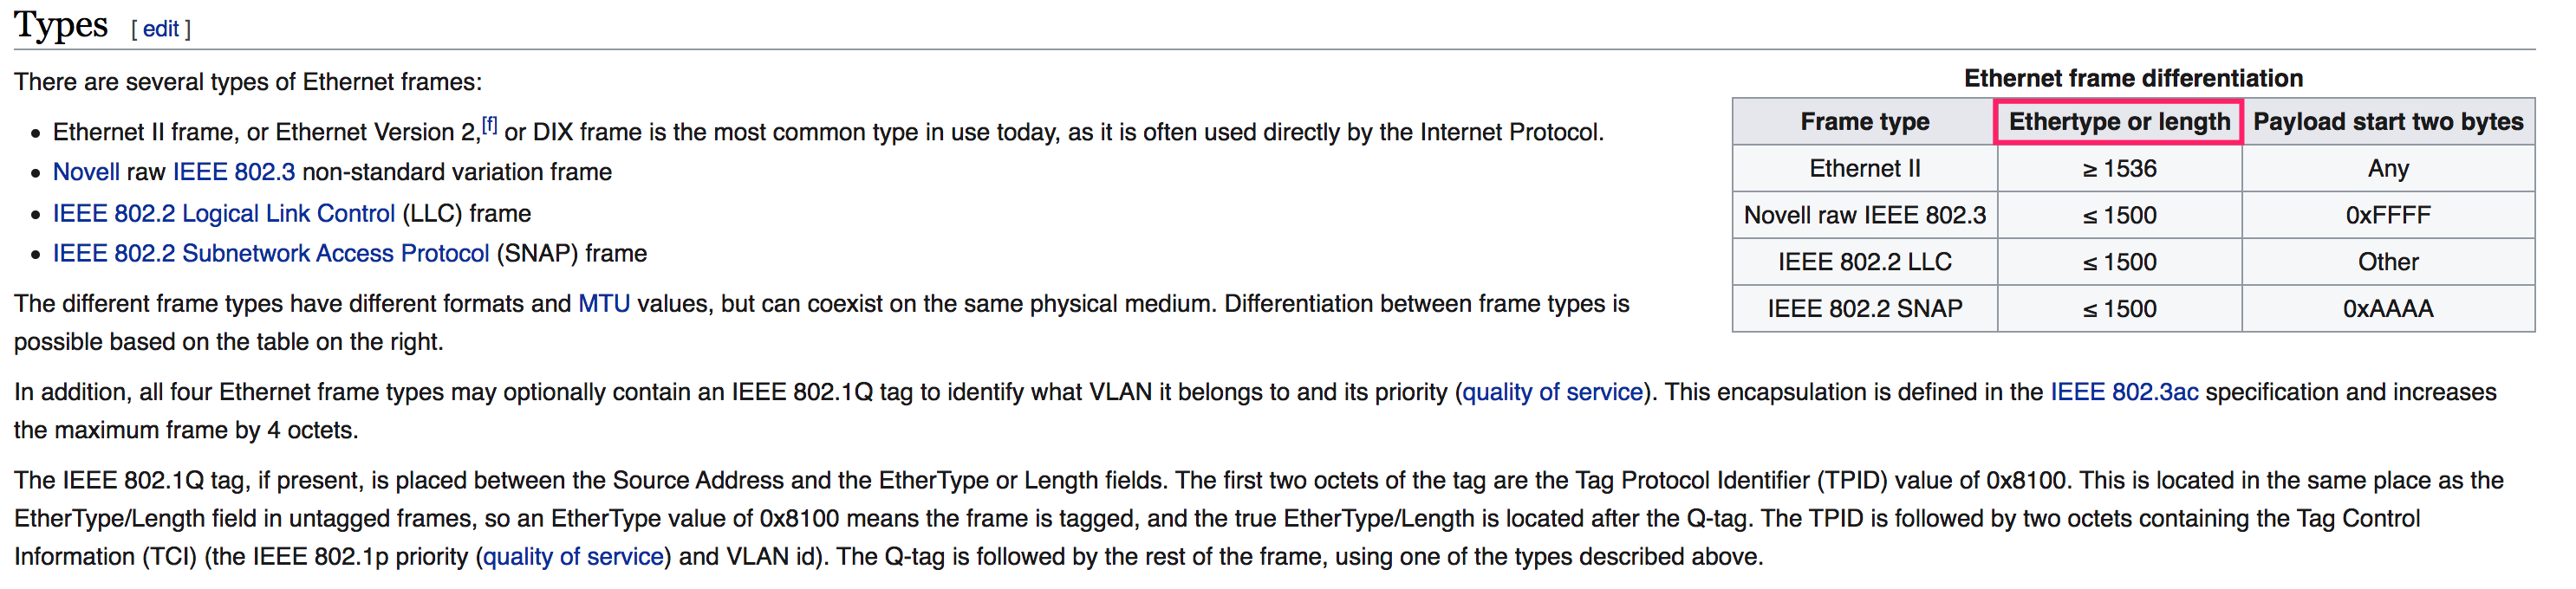 Types [ edit ]
There are several types of Ethernet frames:
• Ethernet II frame, or Ethernet Version 2,[f] or DIX frame is the most common type in use today, as it is often used directly by the Internet Protocol.
• Novell raw IEEE 802.3 non-standard variation frame
• IEEE 802.2 Logical Link Control (LLC) frame
• IEEE 802.2 Subnetwork Access Protocol (SNAP) frame
The different frame types have different formats and MTU values, but can coexist on the same physical medium. Differentiation between frame types is
possible based on the table on the right.
Ethernet frame differentiation
Frame type Ethertype or length Payload start two bytes
Ethernet II ≥ 1536 Any
Novell raw IEEE 802.3 ≤ 1500 0xFFFF
IEEE 802.2 LLC ≤ 1500 Other
IEEE 802.2 SNAP ≤ 1500 0xAAAA
In addition, all four Ethernet frame types may optionally contain an IEEE 802.1Q tag to identify what VLAN it belongs to and its priority (quality of service). This encapsulation is defined in the IEEE 802.3ac specification and increases
the maximum frame by 4 octets.
The IEEE 802.1Q tag, if present, is placed between the Source Address and the EtherType or Length fields. The first two octets of the tag are the Tag Protocol Identifier (TPID) value of 0x8100. This is located in the same place as the
EtherType/Length field in untagged frames, so an EtherType value of 0x8100 means the frame is tagged, and the true EtherType/Length is located after the Q-tag. The TPID is followed by two octets containing the Tag Control
Information (TCI) (the IEEE 802.1p priority (quality of service) and VLAN id). The Q-tag is followed by the rest of the frame, using one of the types described above.